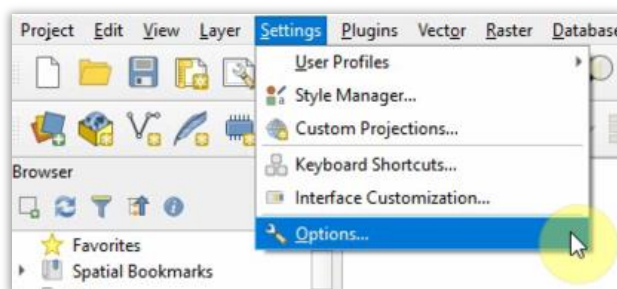 Project Edit View Layer Settings Plugins Vector Raster Database
User Profiles
Style Manager...
Custom Projections...
Keyboard Shortcuts...
Interface Customization...
Options...
Browser
Favorites
Spatial Bookmarks